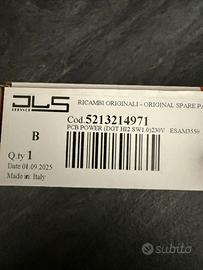 DLS
SERVICE
RICAMBI ORIGINALI - ORIGINAL SPARE PA
Cod.5213214971
PCB POWER (DGT HI2 SW1.0)230V ESAM3550
B
Q.ty 1
Date 01.09.2025
Made in: Italy
subito